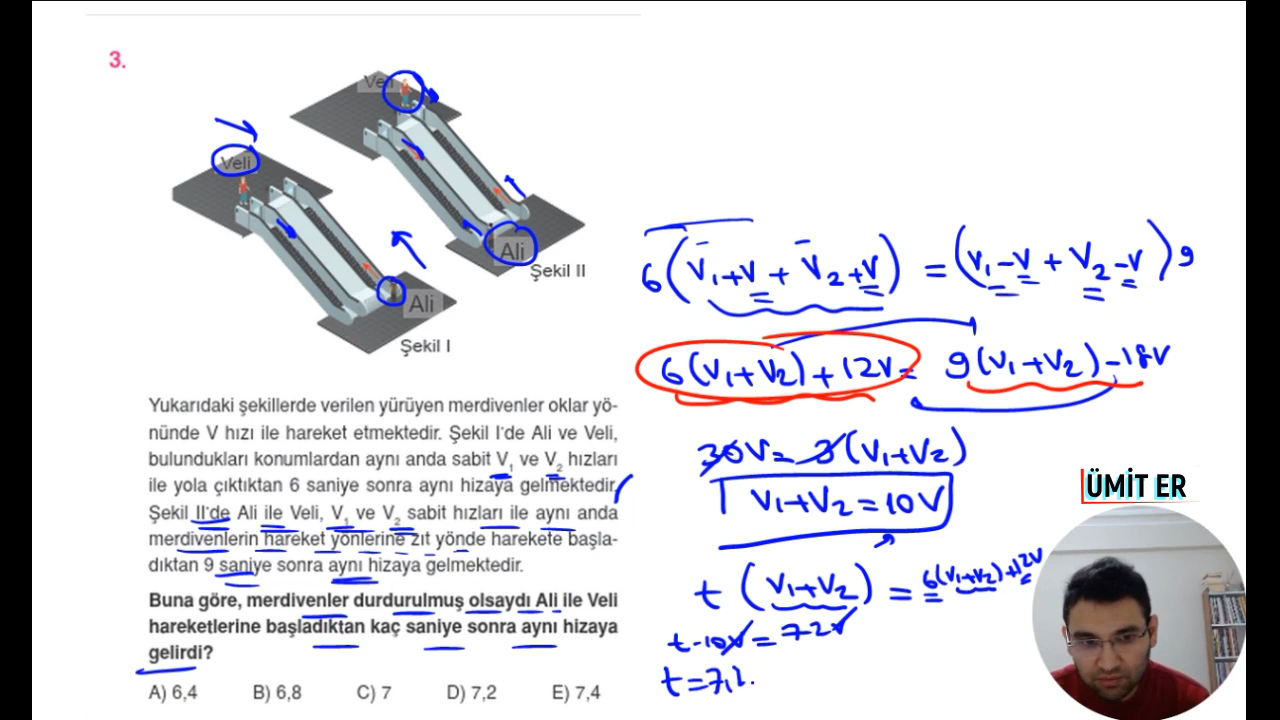 3.
Veli
Veli
Ali
Şekil II
Ali
Şekil I
Yukarıdaki şekillerde verilen yürüyen merdivenler oklar yö-
nünde V hızı ile hareket etmektedir. Şekil I'de Ali ve Veli,
bulundukları konumlardan aynı anda sabit V₁ ve V₂ hızları
ile yola çıktıktan 6 saniye sonra aynı hizaya gelmektedir.
Şekil II'de Ali ile Veli, V₁ ve V₂ sabit hızları ile aynı anda
merdivenlerin hareket yönlerine zıt yönde harekete başla-
dıktan 9 saniye sonra aynı hizaya gelmektedir.
Buna göre, merdivenler durdurulmuş olsaydı Ali ile Veli
hareketlerine başladıktan kaç saniye sonra aynı hizaya
gelirdi?
A) 6,4 B) 6,8 C) 7 D) 7,2 E) 7,4
6(V₁+V + V₂+V) = (V₁-V + V₂-V)9
6(V₁+V₂)+12V = 9(V₁+V₂)-18V
30V = 3(V₁+V₂)
V₁+V₂ = 10V
t (V₁+V₂) = 6(V₁+V₂)+12V
t.10V = 72V
t=7,2
ÜMİT ER